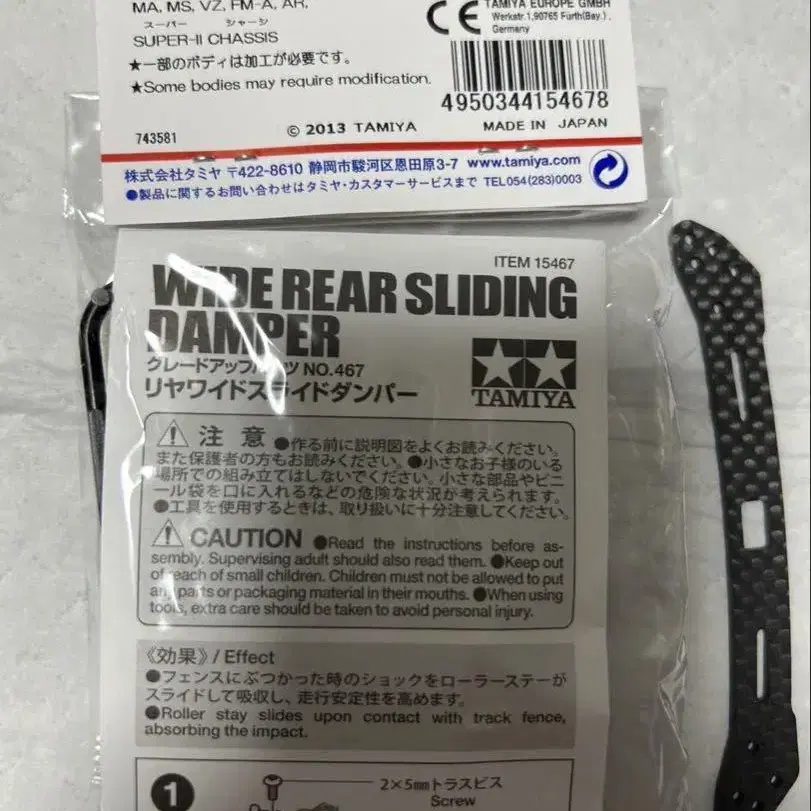 MA, MS, VZ, FM-A, AR,
スーパー シャーシ
SUPER-II CHASSIS
★一部のボディは加工が必要です。
★Some bodies may require modification.
743581
© 2013 TAMIYA
CE
TAMIYA EUROPE GMBH
Werkstr.1,90765 Fürth(Bay).
Germany
4950344154678
MADE IN JAPAN
株式会社タミヤ 〒422-8610 静岡市駿河区恩田原3-7 www.tamiya.com
●製品に関するお問い合わせはタミヤ・カスタマーサービスまで TEL054(283)0003
ITEM 15467
WIDE REAR SLIDING
DAMPER
グレードアップパーツ NO.467
リヤワイドスライドダンパー
TAMIYA
注意 ●作る前に説明図をよくお読みください。
また保護者の方もお読みください。●小さなお子様のいる
場所での組み立てはしないでください。小さな部品やビニ
ール袋を口に入れるなどの危険な状況が考えられます。
●工具を使用するときは、取り扱いに十分注意してください。
CAUTION ●Read the instructions before as-
sembly. Supervising adult should also read them. ●Keep out
of reach of small children. Children must not be allowed to put
any parts or packaging material in their mouths. ●When using
tools, extra care should be taken to avoid personal injury.
《効果》/ Effect
●フェンスにぶつかった時のショックをローラーステーが
スライドして吸収し、走行安定性を高めます。
●Roller stay slides upon contact with track fence,
absorbing the impact.
1
2×5mmトラスビス
Screw